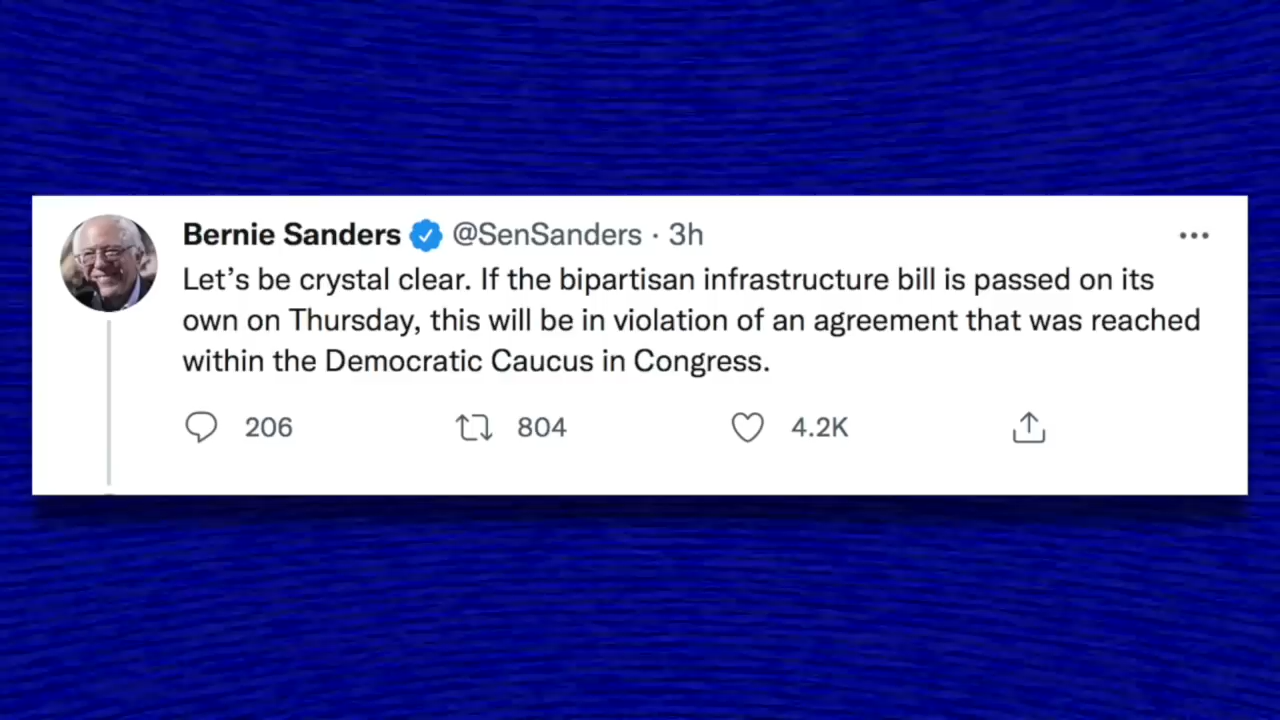 Bernie Sanders @SenSanders · 3h
Let’s be crystal clear. If the bipartisan infrastructure bill is passed on its
own on Thursday, this will be in violation of an agreement that was reached
within the Democratic Caucus in Congress.
206 804 4.2K